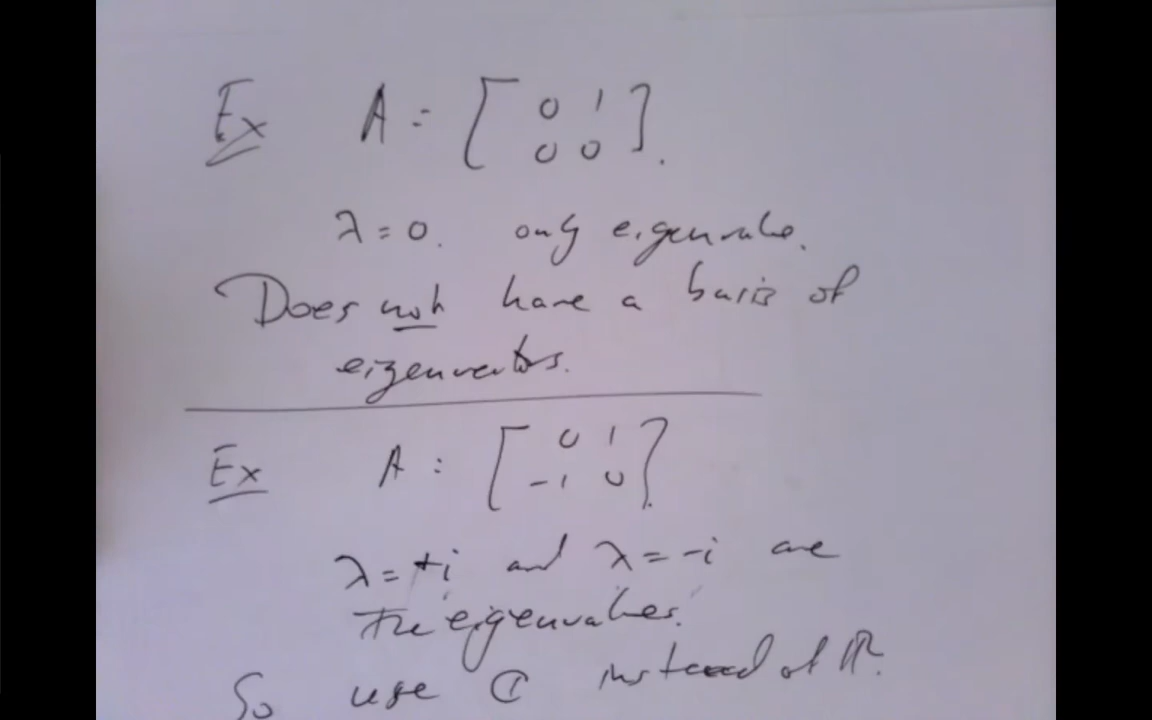 Ex A = [ 0 1
0 0 ].
λ = 0. only eigenvalue.
Does not have a basis of
eigenvectors.
Ex A = [ 0 1
-1 0 ].
λ = +i and λ = -i are
the eigenvalues.
So use ℂ instead of ℝ.